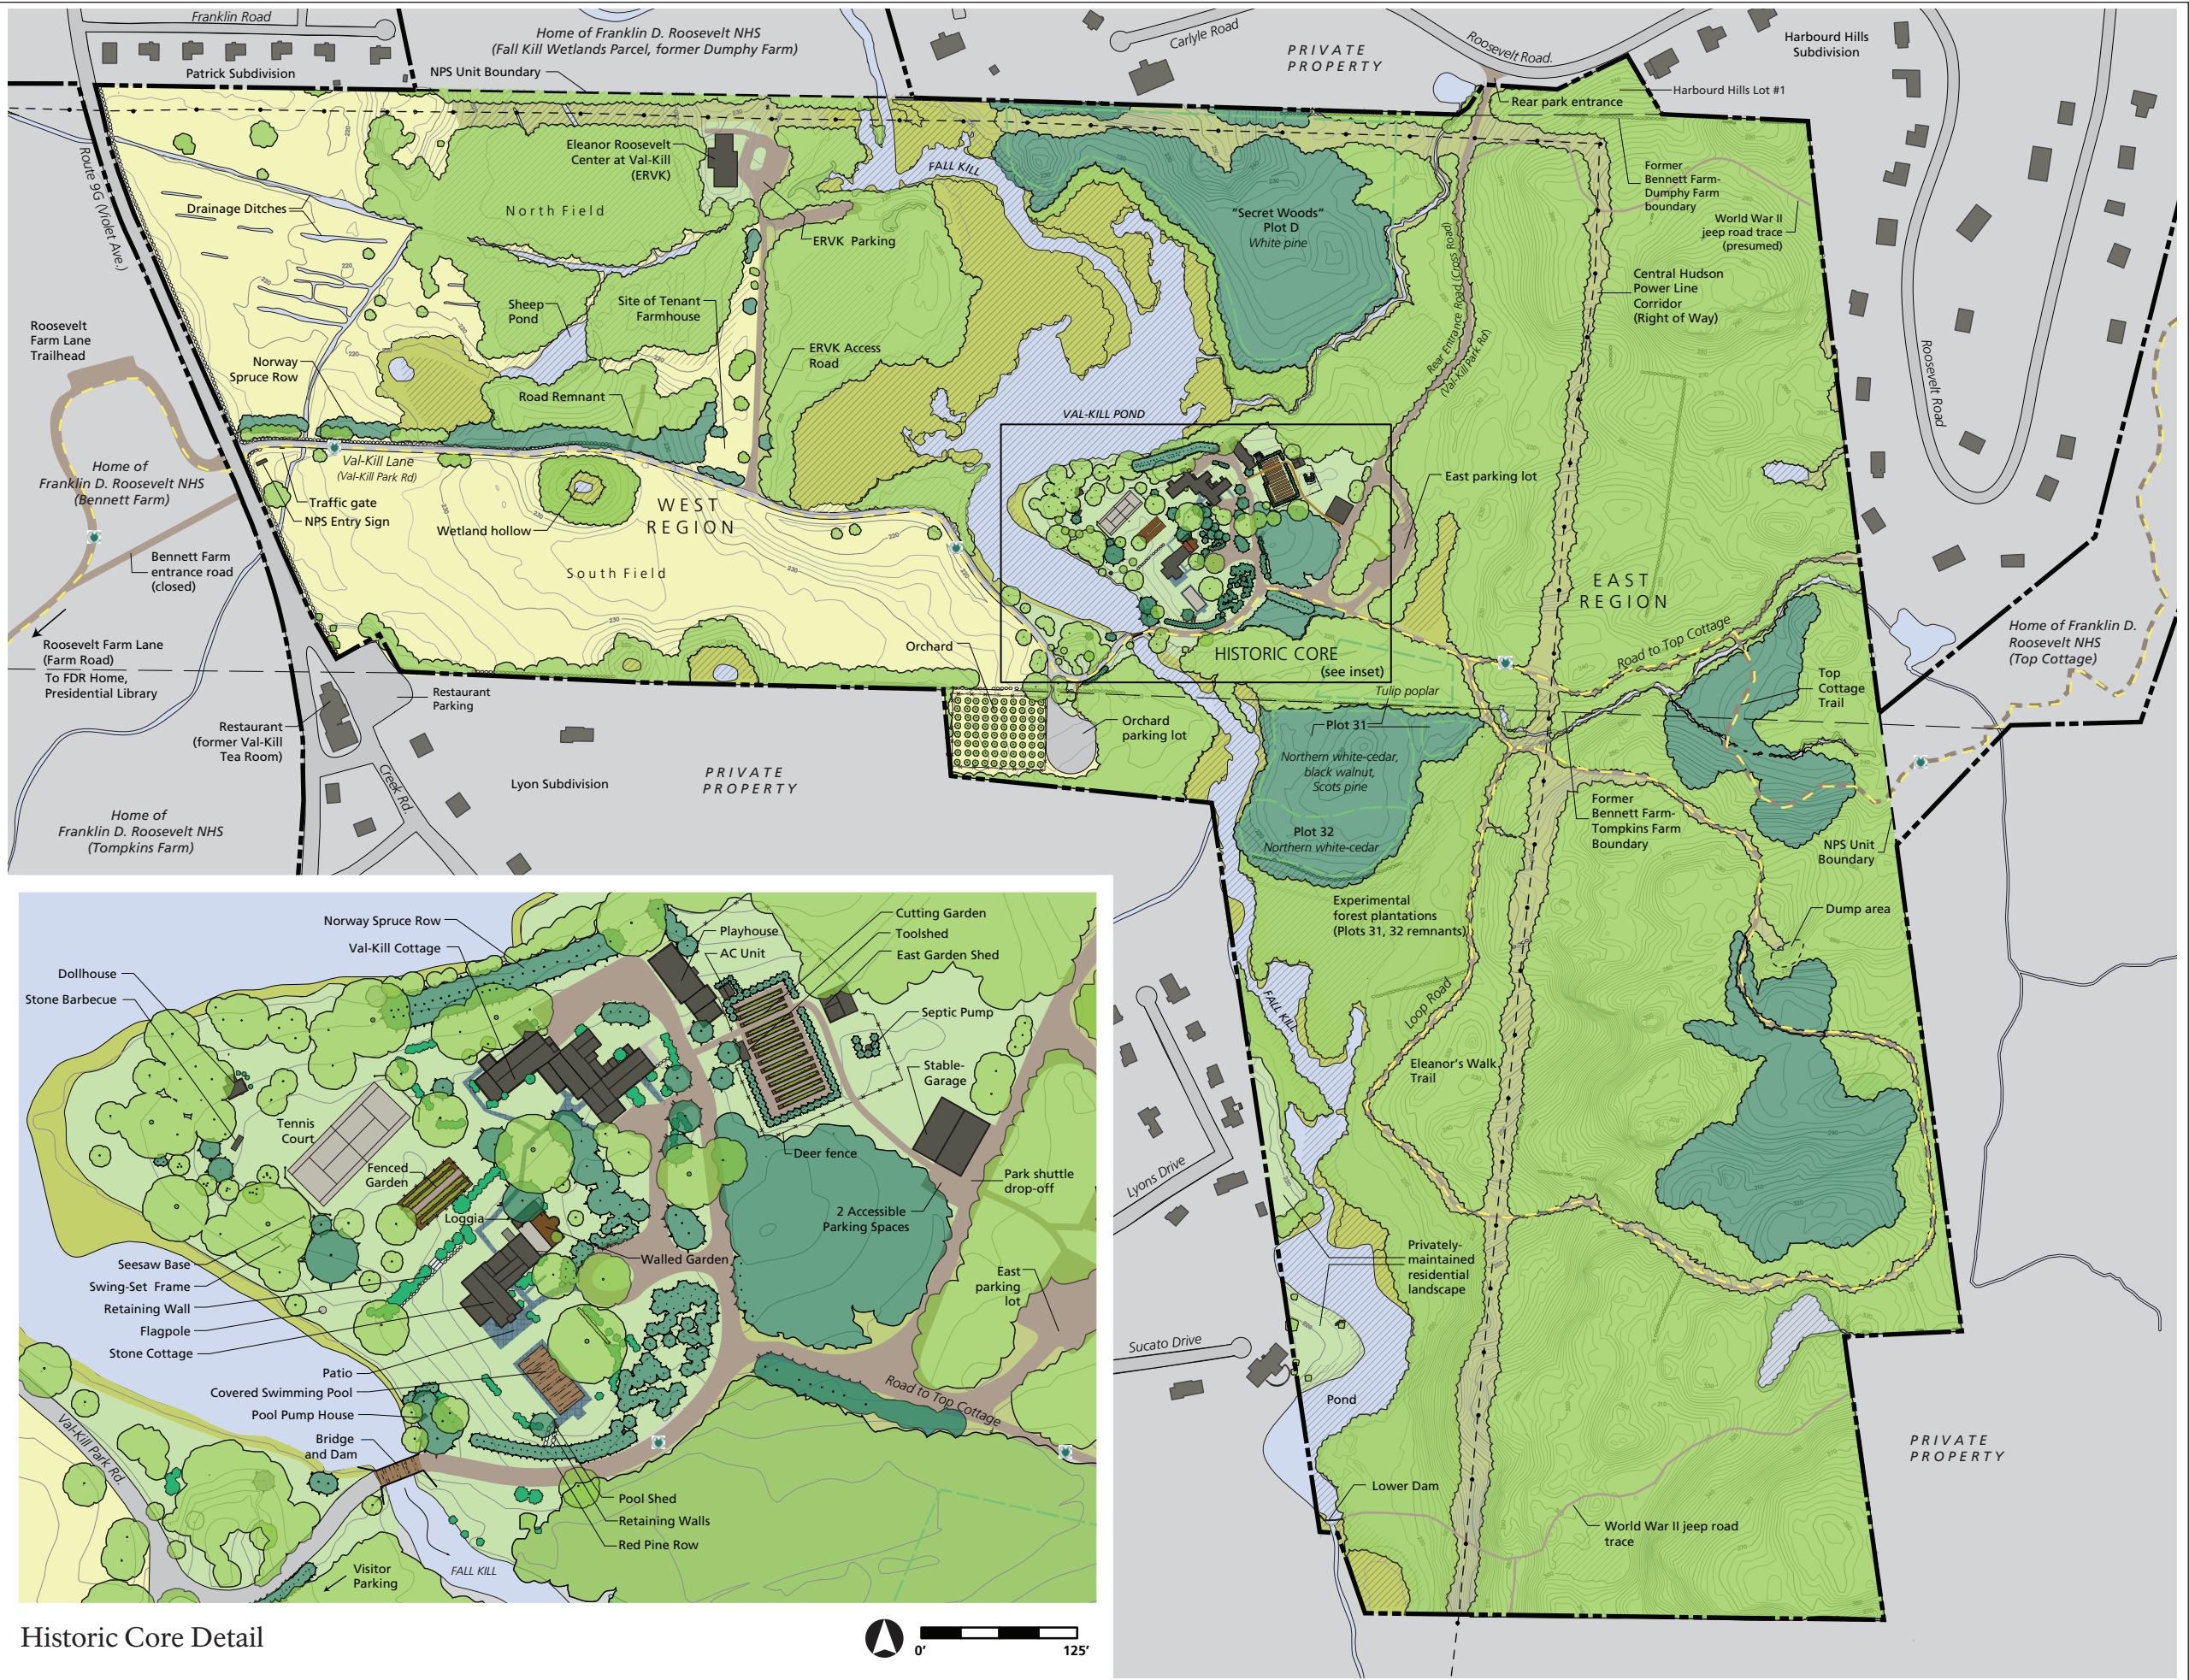 Franklin Road
Patrick Subdivision
Home of Franklin D. Roosevelt NHS
(Fall Kill Wetlands Parcel, former Dumphy Farm)
NPS Unit Boundary
Carlyle Road
PRIVATE
PROPERTY
Roosevelt Road.
Harbourd Hills
Subdivision
Harbourd Hills Lot #1
Rear park entrance
Route 9G (Violet Ave.)
Eleanor Roosevelt
Center at Val-Kill
(ERVK)
FALL KILL
North Field
Drainage Ditches
ERVK Parking
"Secret Woods"
Plot D
White pine
Former
Bennett Farm-
Dumphy Farm
boundary
World War II
jeep road trace
(presumed)
Central Hudson
Power Line
Corridor
(Right of Way)
Rear Entrance Road (Cross Road)
(Val-Kill Park Rd)
Roosevelt Road
Roosevelt
Farm Lane
Trailhead
Sheep
Pond
Site of Tenant
Farmhouse
Norway
Spruce Row
ERVK Access
Road
Road Remnant
VAL-KILL POND
Home of
Franklin D. Roosevelt NHS
(Bennett Farm)
Val-Kill Lane
(Val-Kill Park Rd)
Traffic gate
NPS Entry Sign
Wetland hollow
WEST
REGION
South Field
East parking lot
Bennett Farm
entrance road
(closed)
EAST
REGION
Roosevelt Farm Lane
(Farm Road)
To FDR Home,
Presidential Library
Orchard
HISTORIC CORE
(see inset)
Road to Top Cottage
Home of Franklin D.
Roosevelt NHS
(Top Cottage)
Top
Cottage
Trail
Tulip poplar
Restaurant
Parking
Restaurant
(former Val-Kill
Tea Room)
Orchard
parking lot
Plot 31
Northern white-cedar,
black walnut,
Scots pine
Creek Rd.
Lyon Subdivision
PRIVATE
PROPERTY
Home of
Franklin D. Roosevelt NHS
(Tompkins Farm)
Plot 32
Northern white-cedar
Former
Bennett Farm-
Tompkins Farm
Boundary
NPS Unit
Boundary
Experimental
forest plantations
(Plots 31, 32 remnants)
Dump area
FALL KILL
Loop Road
Eleanor's Walk
Trail
Lyons Drive
Privately-
maintained
residential
landscape
Sucato Drive
Pond
Lower Dam
World War II jeep road
trace
PRIVATE
PROPERTY
Norway Spruce Row
Val-Kill Cottage
Dollhouse
Stone Barbecue
Playhouse
AC Unit
Cutting Garden
Toolshed
East Garden Shed
Septic Pump
Stable-
Garage
Tennis
Court
Fenced
Garden
Loggia
Deer fence
Park shuttle
drop-off
2 Accessible
Parking Spaces
Walled Garden
East
parking
lot
Seesaw Base
Swing-Set Frame
Retaining Wall
Flagpole
Stone Cottage
Patio
Covered Swimming Pool
Pool Pump House
Bridge
and Dam
Road to Top Cottage
Val-Kill Park Rd.
Pool Shed
Retaining Walls
Red Pine Row
Visitor
Parking
FALL KILL
Historic Core Detail
0'
125'